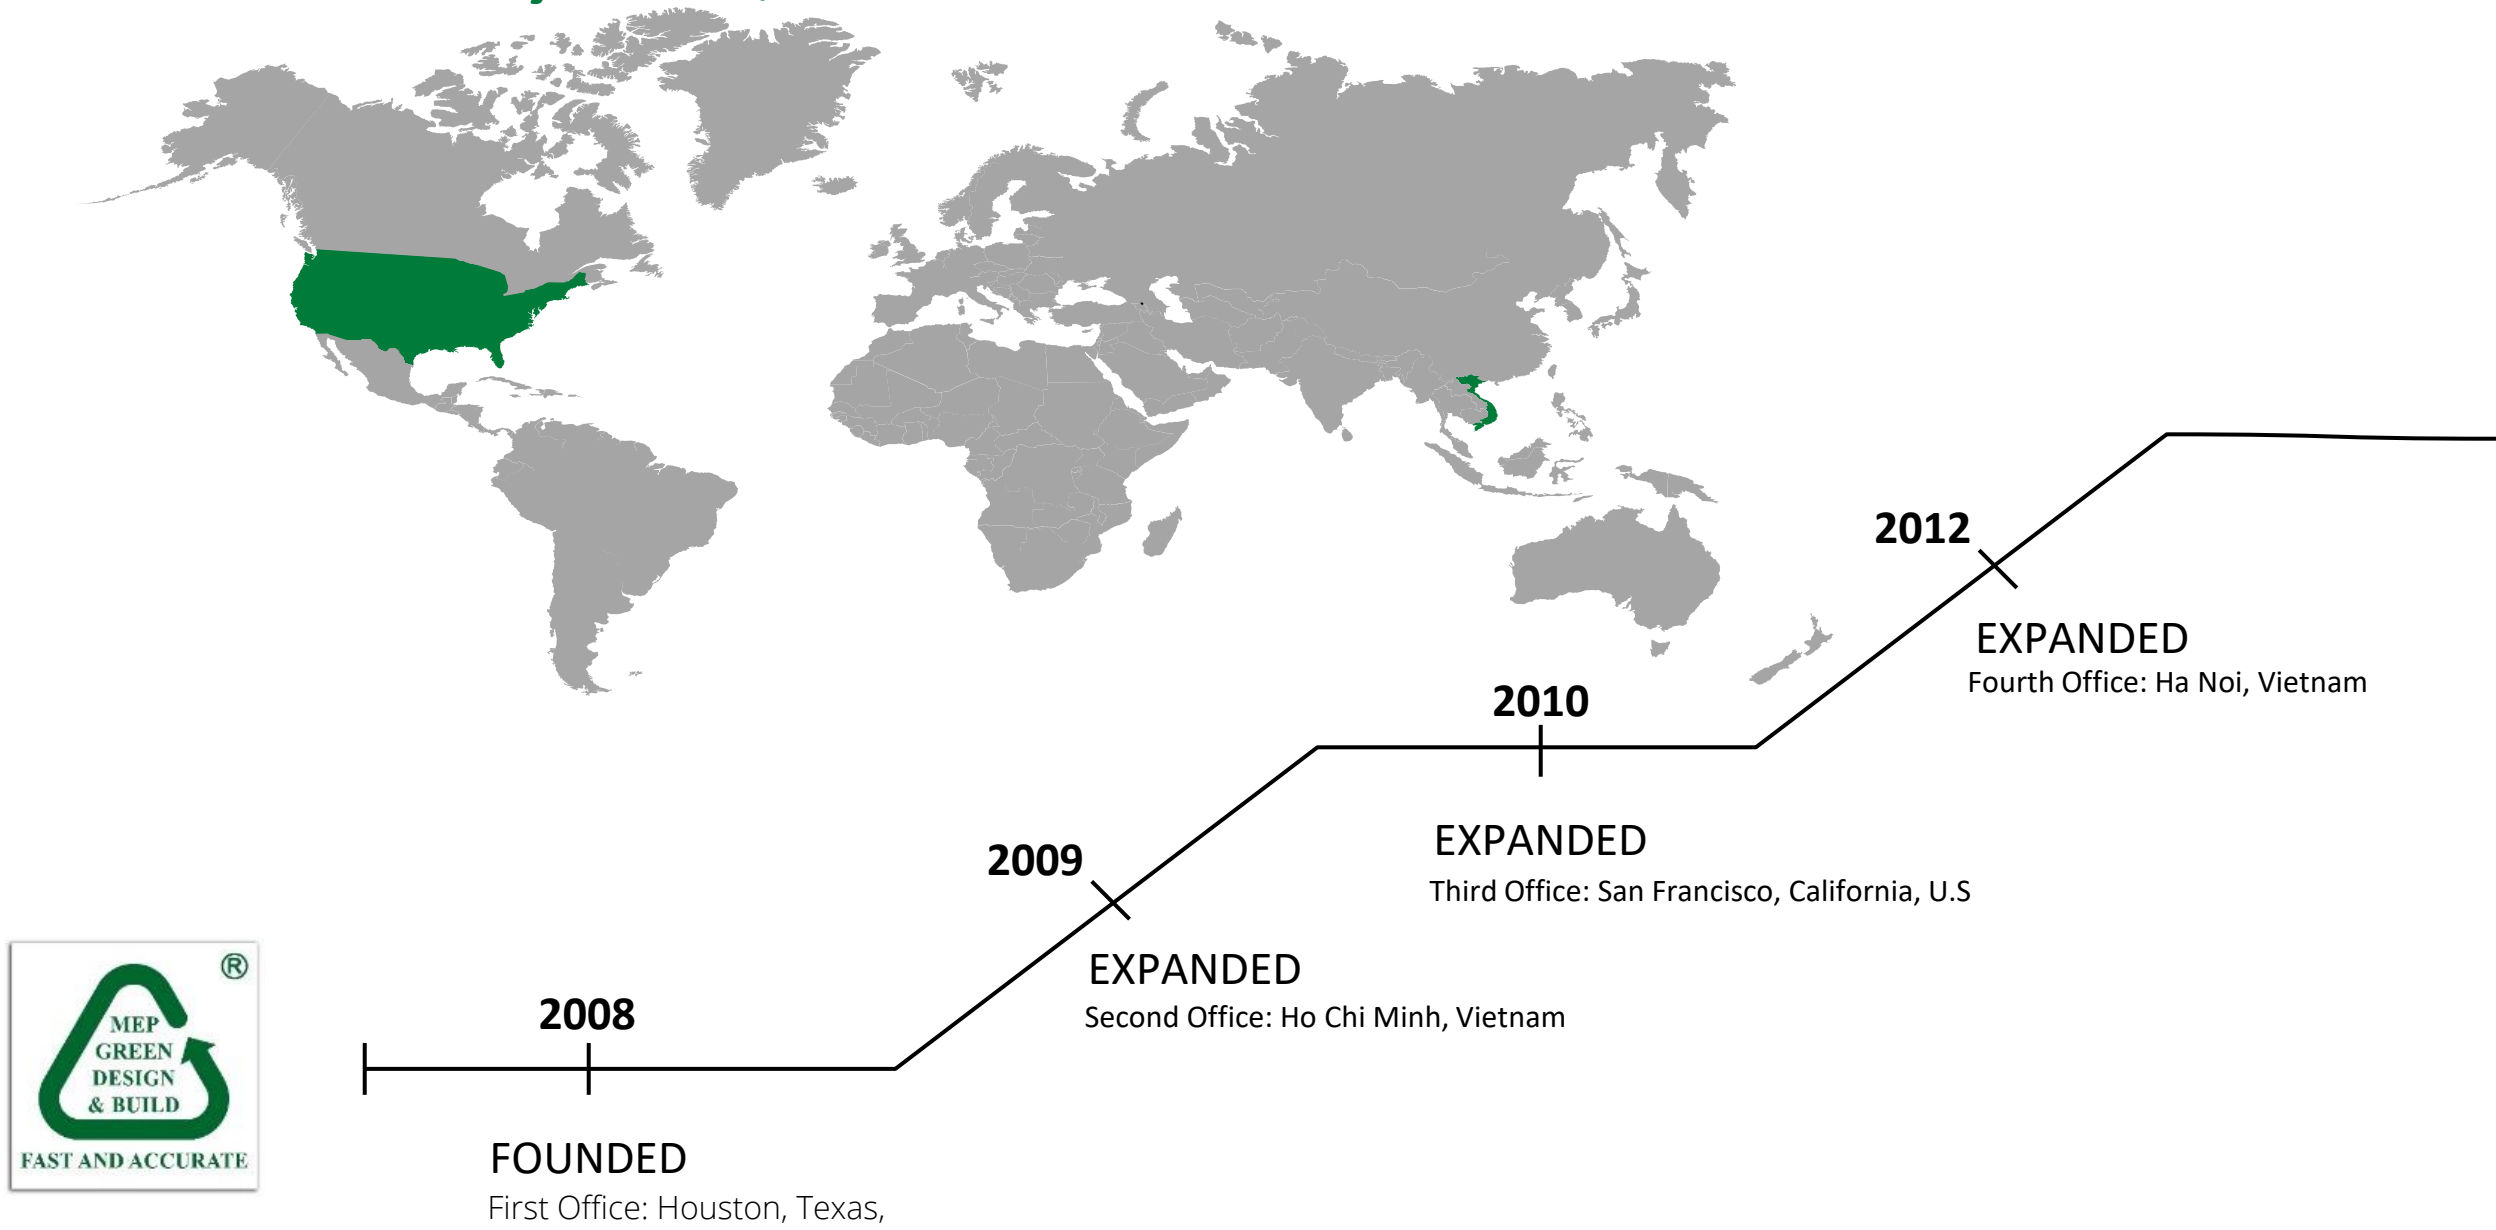 2012
EXPANDED
Fourth Office: Ha Noi, Vietnam
2010
EXPANDED
Third Office: San Francisco, California, U.S
2009
EXPANDED
Second Office: Ho Chi Minh, Vietnam
2008
FOUNDED
First Office: Houston, Texas,
®
MEP
GREEN
DESIGN
& BUILD
FAST AND ACCURATE